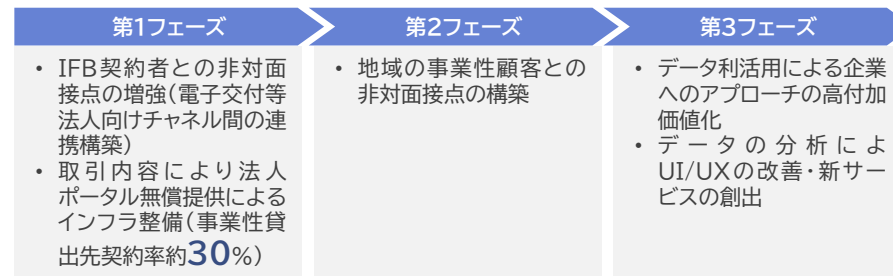 第1フェーズ
• IFB契約者との非対面
接点の増強(電子交付等
法人向けチャネル間の連
携構築)
• 取引内容により法人
ポータル無償提供による
インフラ整備(事業性貸
出先契約率約30%)
第2フェーズ
• 地域の事業性顧客との
非対面接点の構築
第3フェーズ
• データ利活用による企業
へのアプローチの高付加
価値化
• データの分析によ
UI/UXの改善・新サー
ビスの創出